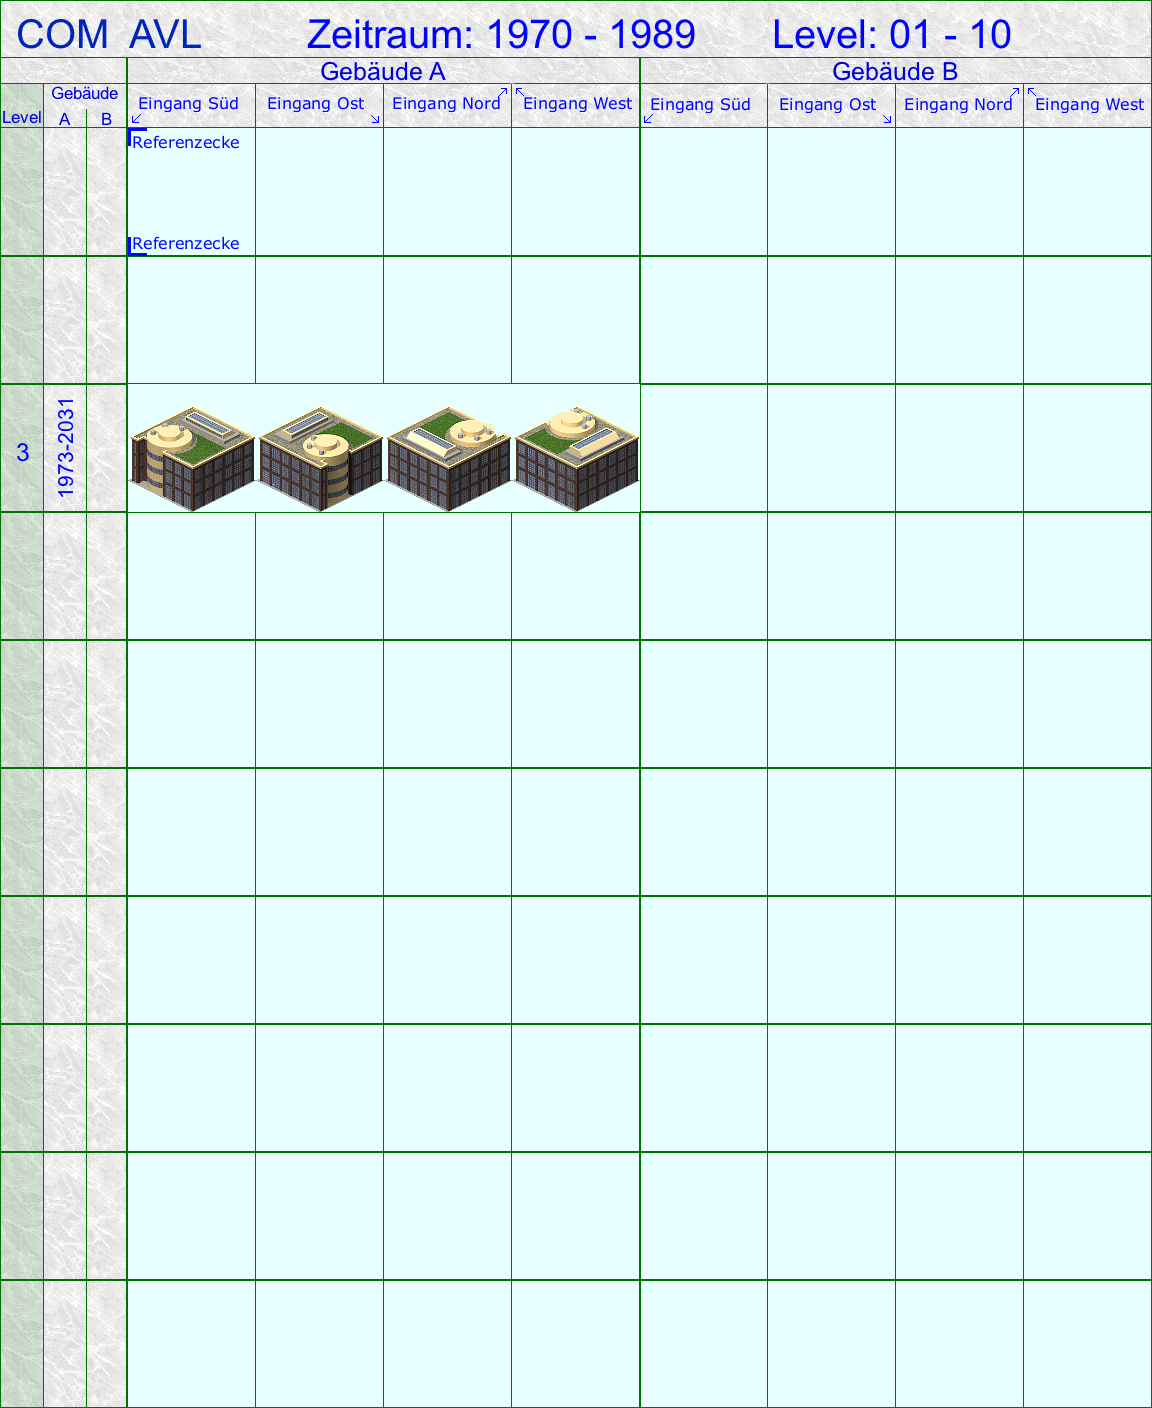 COM AVL Zeitraum: 1970 - 1989 Level: 01 - 10
Gebäude A Gebäude B
Level Gebäude A B Eingang Süd Eingang Ost Eingang Nord Eingang West Eingang Süd Eingang Ost Eingang Nord Eingang West
Referenzecke
Referenzecke
3 1973-2031